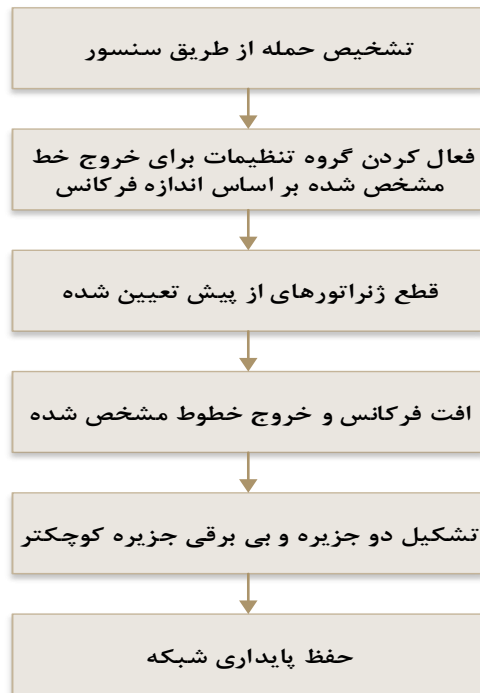 تشخیص حمله از طریق سنسور
فعال کردن گروه تنظیمات برای خروج خط
مشخص شده بر اساس اندازه فرکانس
قطع ژنراتورهای از پیش تعیین شده
افت فرکانس و خروج خطوط مشخص شده
تشکیل دو جزیره و بی برقی جزیره کوچکتر
حفظ پایداری شبکه